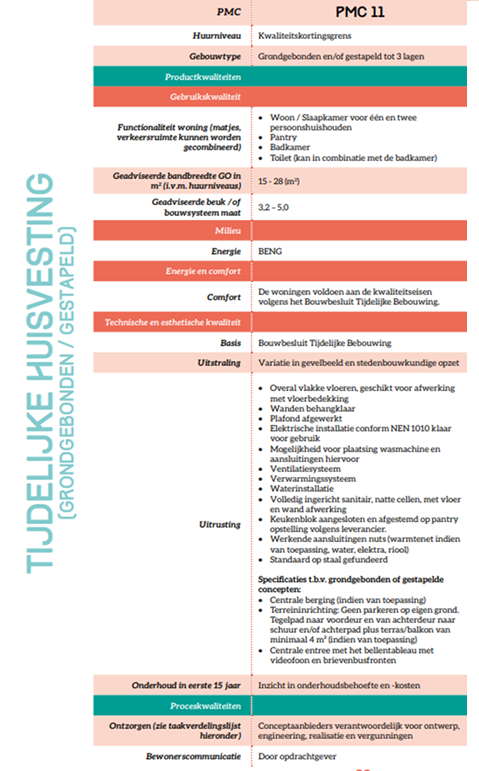 TIJDELIJKE HUISVESTING
(GRONDGEBONDEN / GESTAPELD)
PMC PMC 11
Huurniveau Kwaliteitskortingsgrens
Gebouwtype Grondgebonden en/of gestapeld tot 3 lagen
Productkwaliteiten
Gebruikskwaliteit
Functionaliteit woning (matjes,
verkeersruimte kunnen worden
gecombineerd)
• Woon / Slaapkamer voor één en twee
persoonshuishouden
• Pantry
• Badkamer
• Toilet (kan in combinatie met de badkamer)
Geadviseerde bandbreedte GO in
m² (i.v.m. huurniveaus)
15 - 28 (m²)
Geadviseerde beuk / of
bouwsysteem maat
3,2 – 5,0
Milieu
Energie BENG
Energie en comfort
Comfort
De woningen voldoen aan de kwaliteitseisen
volgens het Bouwbesluit Tijdelijke Bebouwing.
Technische en esthetische kwaliteit
Basis Bouwbesluit Tijdelijke Bebouwing
Uitstraling Variatie in gevelbeeld en stedenbouwkundige opzet
Uitrusting
• Overal vlakke vloeren, geschikt voor afwerking
met vloerbedekking
• Wanden behangklaar
• Plafond afgewerkt
• Elektrische installatie conform NEN 1010 klaar
voor gebruik
• Mogelijkheid voor plaatsing wasmachine en
aansluitingen hiervoor
• Ventilatiesysteem
• Verwarmingssysteem
• Waterinstallatie
• Volledig ingericht sanitair, natte cellen, met vloer
en wand afwerking
• Keukenblok aangesloten en afgestemd op pantry
opstelling volgens leverancier.
• Werkende aansluitingen nuts (warmtenet indien
van toepassing, water, elektra, riool)
• Standaard op staal gefundeerd
Specificaties t.b.v. grondgebonden of gestapelde
concepten:
• Centrale berging (indien van toepassing)
• Terreininrichting: Geen parkeren op eigen grond.
Tegelpad naar voordeur en van achterdeur naar
schuur en/of achterpad plus terras/balkon van
minimaal 4 m² (indien van toepassing)
• Centrale entree met het bellentableau met
videofoon en brievenbusfronten
Onderhoud in eerste 15 jaar Inzicht in onderhoudsbehoefte en -kosten
Proceskwaliteiten
Ontzorgen (zie taakverdelingslijst
hieronder)
Conceptaanbieders verantwoordelijk voor ontwerp,
engineering, realisatie en vergunningen
Bewonerscommunicatie Door opdrachtgever